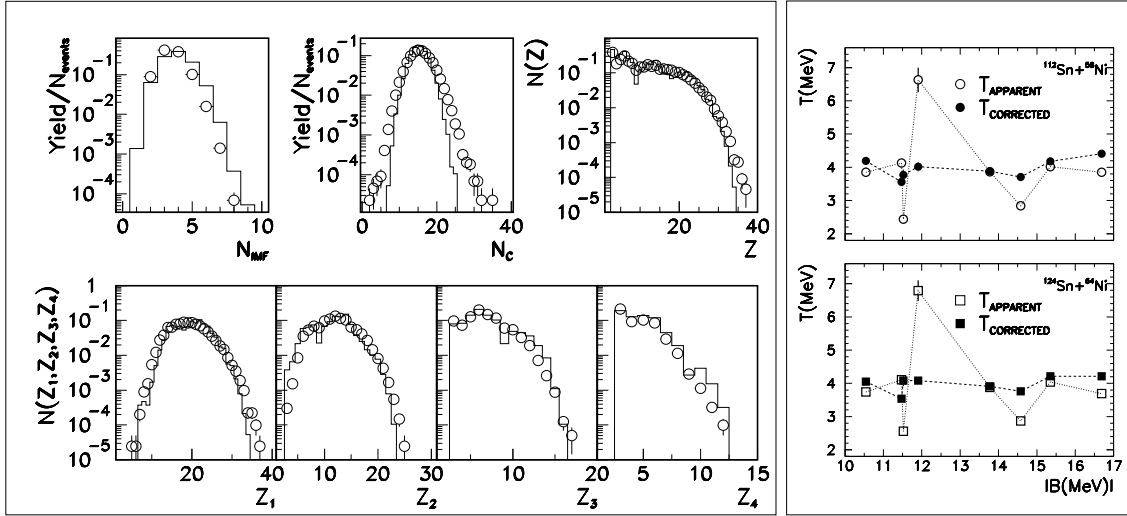 Yield/N_events
10⁻¹
10⁻²
10⁻³
10⁻⁴
0 5 10
N_IMF
Yield/N_events
10⁻¹
10⁻²
10⁻⁴
0 20 40
N_C
N(Z)
1
10⁻¹
10⁻²
10⁻³
10⁻⁴
10⁻⁵
20 40
Z
N(Z₁,Z₂,Z₃,Z₄)
1
10⁻¹
10⁻²
10⁻³
10⁻⁴
10⁻⁵
20 40
Z₁
10 20 30
Z₂
10 20
Z₃
5 10 15
Z₄
T(MeV)
7
6
5
4
3
2
¹¹²Sn+⁵⁸Ni
T_APPARENT
T_CORRECTED
T(MeV)
7
6
5
4
3
2
¹²⁴Sn+⁶⁴Ni
T_APPARENT
T_CORRECTED
10 11 12 13 14 15 16 17
|B(MeV)|